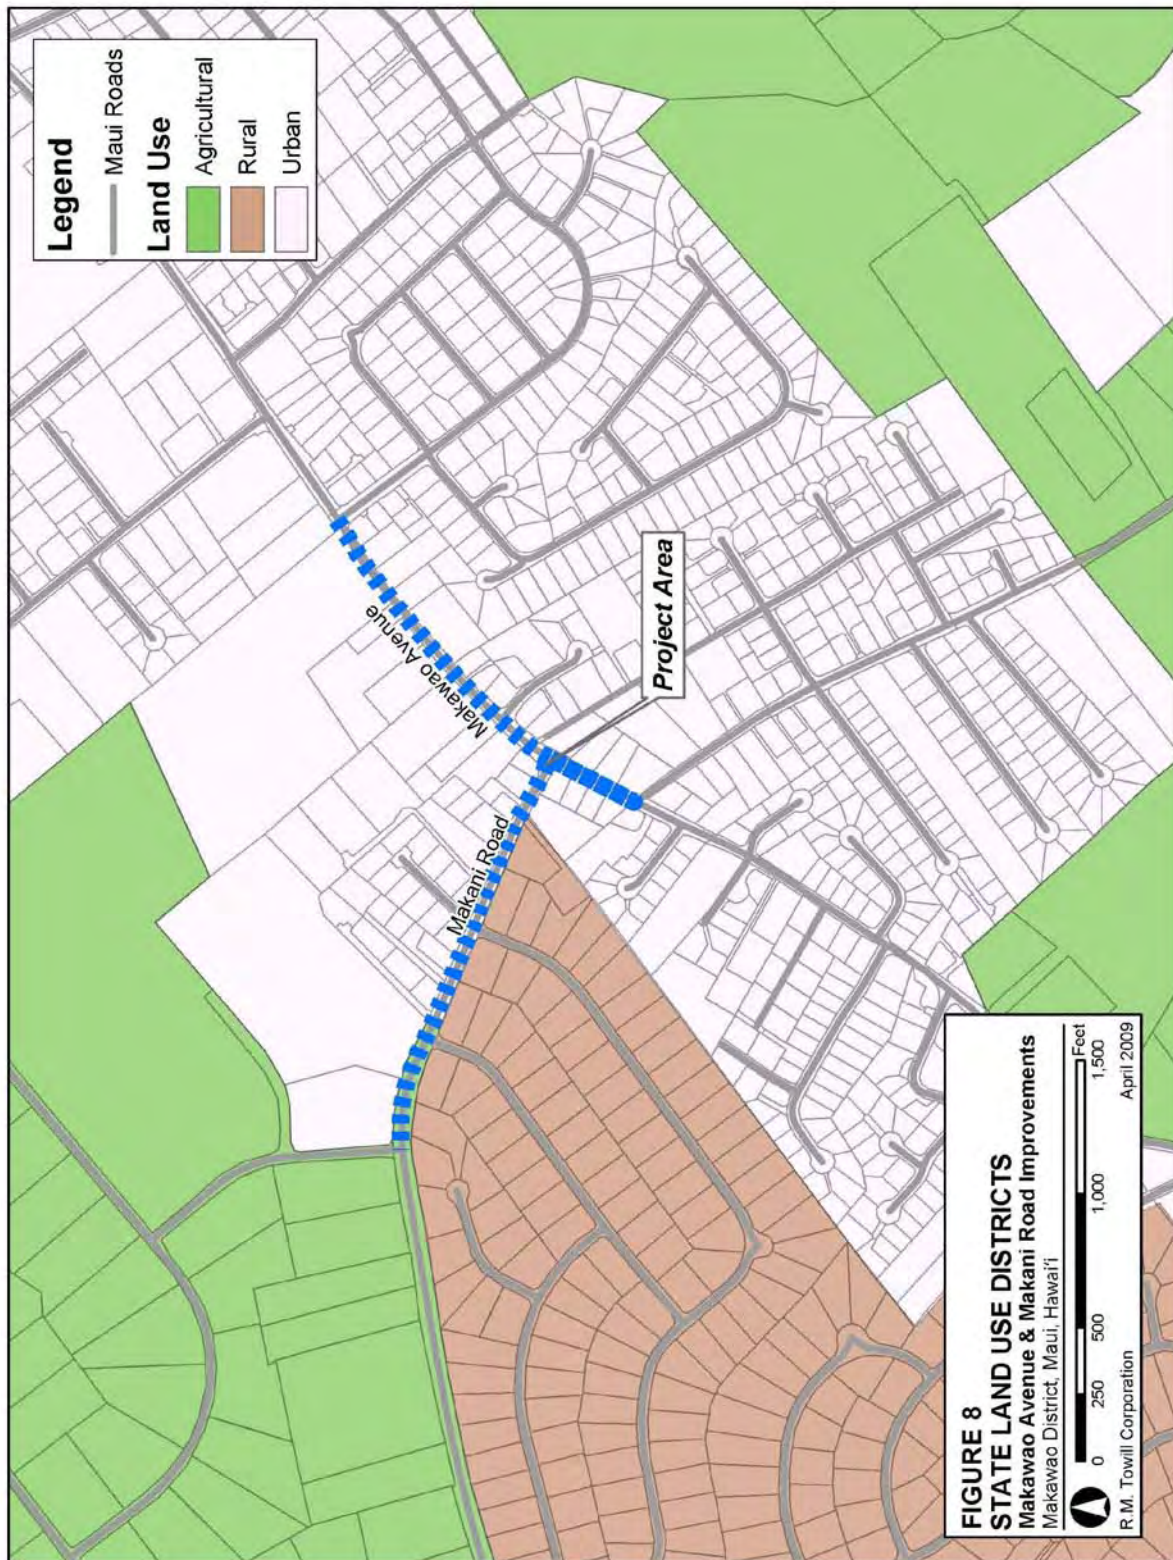 Legend
Maui Roads
Land Use
Agricultural
Rural
Urban
Makawao Avenue
Makani Road
Project Area
FIGURE 8
STATE LAND USE DISTRICTS
Makawao Avenue & Makani Road Improvements
Makawao District, Maui, Hawai'i
0 250 500 1,000 1,500
Feet
R.M. Towill Corporation
April 2009